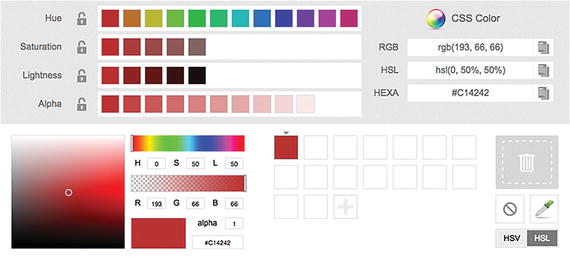 Hue
Saturation
Lightness
Alpha
CSS Color
RGB rgb(193, 66, 66)
HSL hsl(0, 50%, 50%)
HEXA #C14242
H 0 S 50 L 50
R 193 G 66 B 66
alpha 1
#C14242
HSV HSL